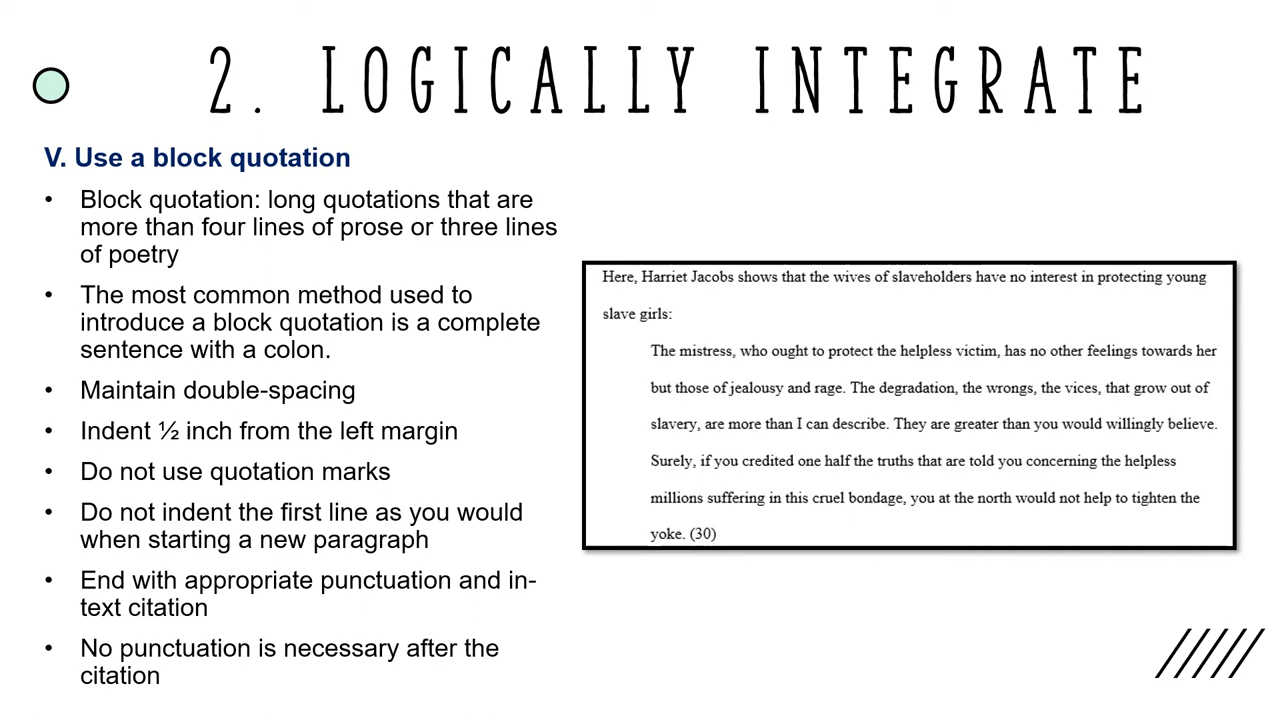 2. LOGICALLY INTEGRATE
V. Use a block quotation
• Block quotation: long quotations that are
more than four lines of prose or three lines
of poetry
• The most common method used to
introduce a block quotation is a complete
sentence with a colon.
• Maintain double-spacing
• Indent ½ inch from the left margin
• Do not use quotation marks
• Do not indent the first line as you would
when starting a new paragraph
• End with appropriate punctuation and in-
text citation
• No punctuation is necessary after the
citation
Here, Harriet Jacobs shows that the wives of slaveholders have no interest in protecting young
slave girls:
The mistress, who ought to protect the helpless victim, has no other feelings towards her
but those of jealousy and rage. The degradation, the wrongs, the vices, that grow out of
slavery, are more than I can describe. They are greater than you would willingly believe.
Surely, if you credited one half the truths that are told you concerning the helpless
millions suffering in this cruel bondage, you at the north would not help to tighten the
yoke. (30)